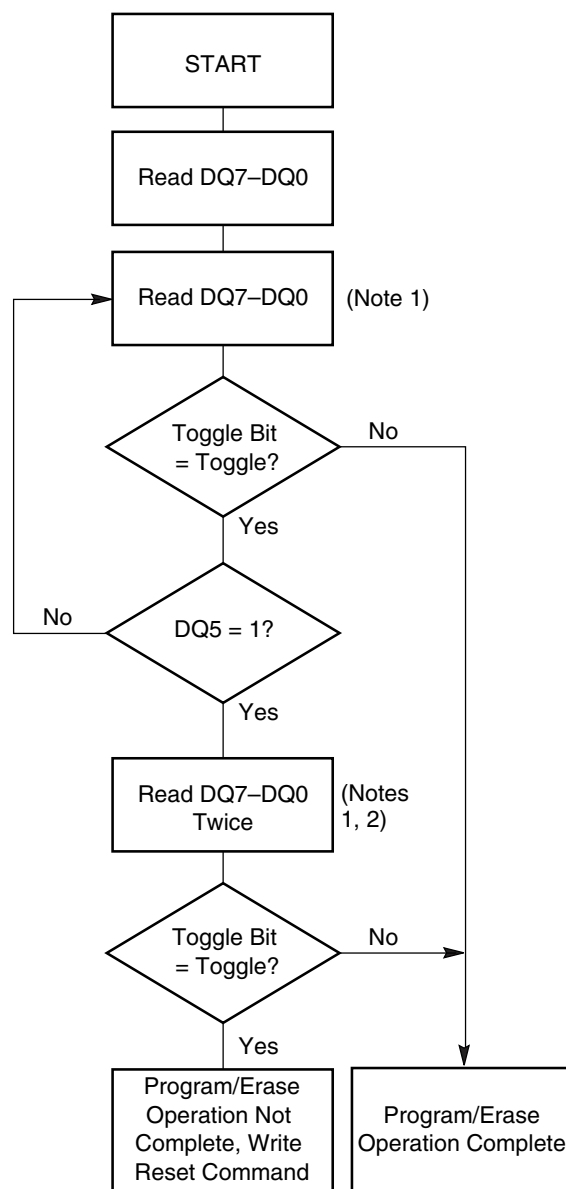 START
Read DQ7–DQ0
Read DQ7–DQ0
(Note 1)
Toggle Bit
= Toggle?
No
Yes
No
DQ5 = 1?
Yes
Read DQ7–DQ0
Twice
(Notes
1, 2)
Toggle Bit
= Toggle?
No
Yes
Program/Erase
Operation Not
Complete, Write
Reset Command
Program/Erase
Operation Complete